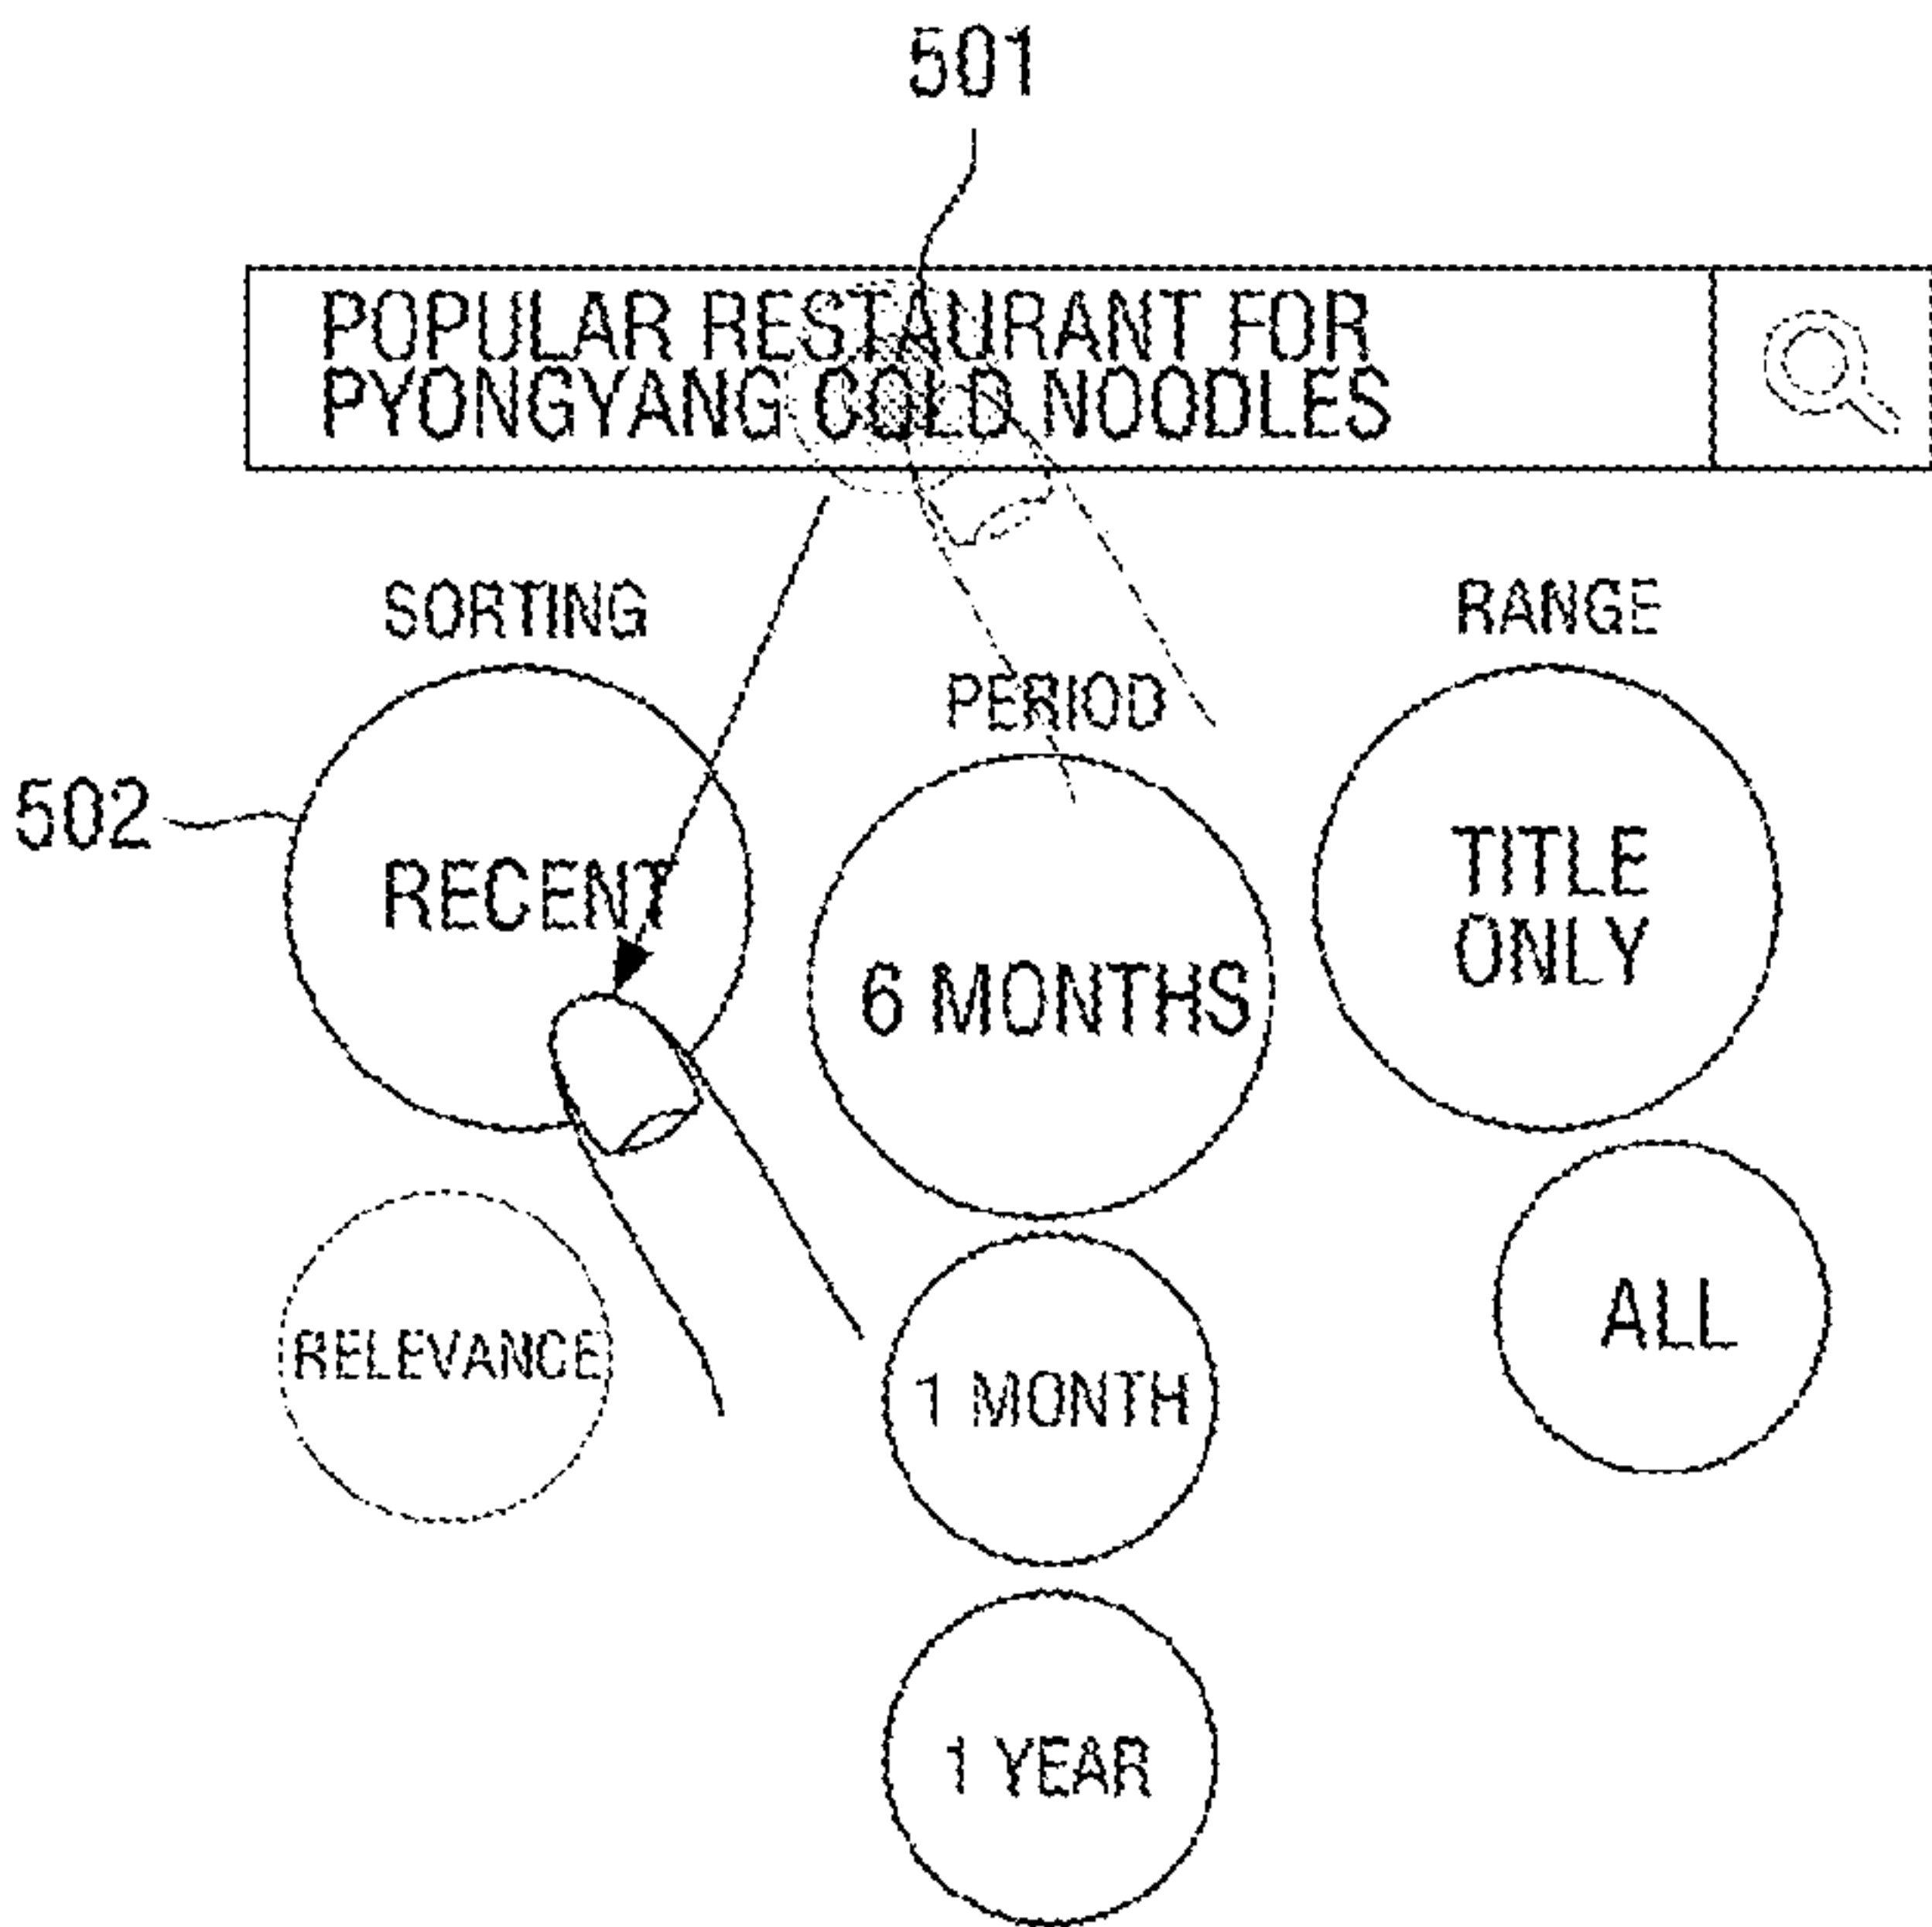 501
POPULAR RESTAURANT FOR
PYONGYANG COLD NOODLES
SORTING
RANGE
PERIOD
502
RECENT
TITLE
ONLY
6 MONTHS
ALL
RELEVANCE
1 MONTH
1 YEAR